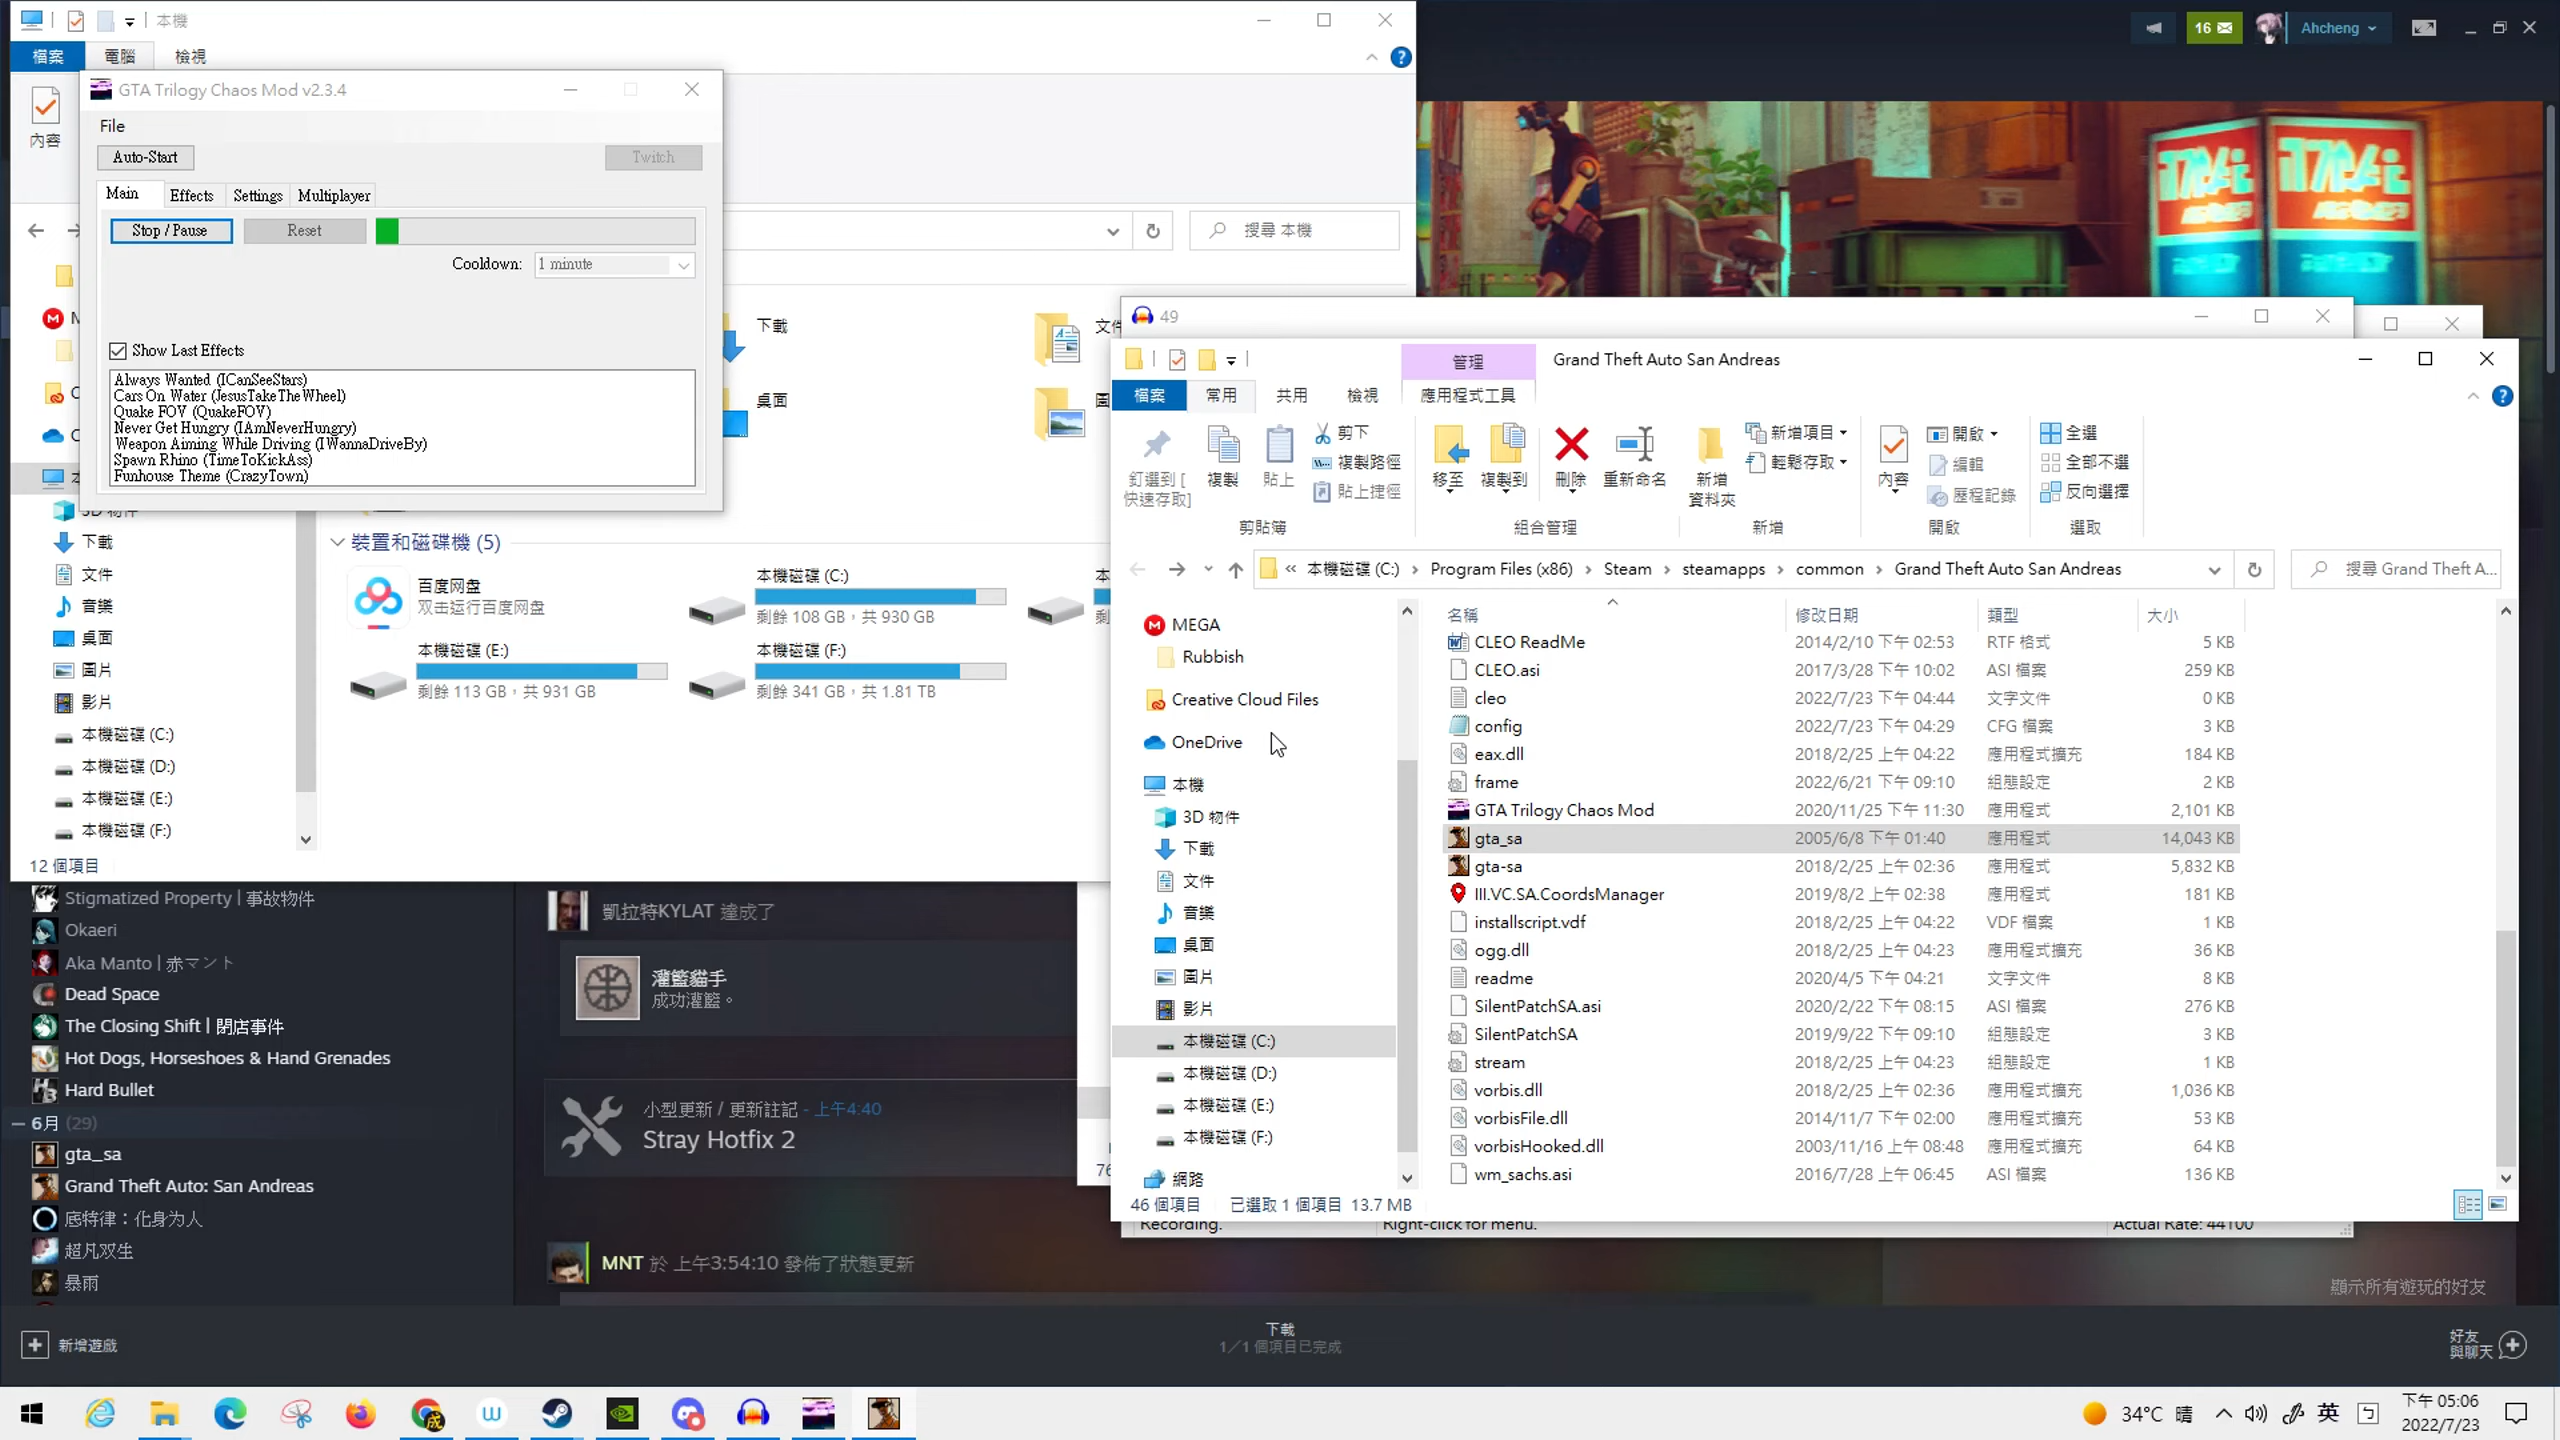 本機
檔案
電腦
檢視
內容
GTA Trilogy Chaos Mod v2.3.4
File
Auto-Start
Twitch
Main
Effects
Settings
Multiplayer
Stop / Pause
Reset
Cooldown:
1 minute
Show Last Effects
Always Wanted (ICanSeeStars)
Cars On Water (JesusTakeTheWheel)
Quake FOV (QuakeFOV)
Never Get Hungry (IAmNeverHungry)
Weapon Aiming While Driving (IWannaDriveBy)
Spawn Rhino (TimeToKickAss)
Funhouse Theme (CrazyTown)
搜尋 本機
下載
文件
桌面
3D 物件
下載
文件
音樂
桌面
圖片
影片
本機磁碟 (C:)
本機磁碟 (D:)
本機磁碟 (E:)
本機磁碟 (F:)
12 個項目
裝置和磁碟機 (5)
百度网盘
双击运行百度网盘
本機磁碟 (C:)
剩餘 108 GB，共 930 GB
本機磁碟 (E:)
剩餘 113 GB，共 931 GB
本機磁碟 (F:)
剩餘 341 GB，共 1.81 TB
16
Ahcheng
49
管理
Grand Theft Auto San Andreas
檔案
常用
共用
檢視
應用程式工具
釘選到 [
快速存取]
複製
貼上
剪下
複製路徑
貼上捷徑
剪貼簿
移至
複製到
刪除
重新命名
組合管理
新增
資料夾
新增項目
輕鬆存取
新增
內容
開啟
編輯
歷程記錄
開啟
全選
全部不選
反向選擇
選取
« 本機磁碟 (C:) › Program Files (x86) › Steam › steamapps › common › Grand Theft Auto San Andreas
搜尋 Grand Theft A...
MEGA
Rubbish
Creative Cloud Files
OneDrive
本機
3D 物件
下載
文件
音樂
桌面
圖片
影片
本機磁碟 (C:)
本機磁碟 (D:)
本機磁碟 (E:)
本機磁碟 (F:)
網路
名稱 修改日期 類型 大小
CLEO ReadMe 2014/2/10 下午 02:53 RTF 格式 5 KB
CLEO.asi 2017/3/28 下午 10:02 ASI 檔案 259 KB
cleo 2022/7/23 下午 04:44 文字文件 0 KB
config 2022/7/23 下午 04:29 CFG 檔案 3 KB
eax.dll 2018/2/25 上午 04:22 應用程式擴充 184 KB
frame 2022/6/21 下午 09:10 組態設定 2 KB
GTA Trilogy Chaos Mod 2020/11/25 下午 11:30 應用程式 2,101 KB
gta_sa 2005/6/8 下午 01:40 應用程式 14,043 KB
gta-sa 2018/2/25 上午 02:36 應用程式 5,832 KB
III.VC.SA.CoordsManager 2019/8/2 上午 02:38 應用程式 181 KB
installscript.vdf 2018/2/25 上午 04:22 VDF 檔案 1 KB
ogg.dll 2018/2/25 上午 04:23 應用程式擴充 36 KB
readme 2020/4/5 下午 04:21 文字文件 8 KB
SilentPatchSA.asi 2020/2/22 下午 08:15 ASI 檔案 276 KB
SilentPatchSA 2019/9/22 下午 09:10 組態設定 3 KB
stream 2018/2/25 上午 04:23 組態設定 1 KB
vorbis.dll 2018/2/25 上午 02:36 應用程式擴充 1,036 KB
vorbisFile.dll 2014/11/7 下午 02:00 應用程式擴充 53 KB
vorbisHooked.dll 2003/11/16 上午 08:48 應用程式擴充 64 KB
wm_sachs.asi 2016/7/28 上午 06:45 ASI 檔案 136 KB
46 個項目 已選取 1 個項目 13.7 MB
Recording.
Right-click for menu.
Actual Rate: 44100
Stigmatized Property | 事故物件
Okaeri
Aka Manto | 赤マント
Dead Space
The Closing Shift | 閉店事件
Hot Dogs, Horseshoes & Hand Grenades
Hard Bullet
6月 (29)
gta_sa
Grand Theft Auto: San Andreas
底特律：化身为人
超凡双生
暴雨
凱拉特KYLAT 達成了
灌籃貓手
成功灌籃。
小型更新 / 更新註記 - 上午4:40
Stray Hotfix 2
MNT 於 上午3:54:10 發佈了狀態更新
顯示所有遊玩的好友
新增遊戲
下載
1／1 個項目已完成
好友
與聊天
34°C 晴
英
下午 05:06
2022/7/23